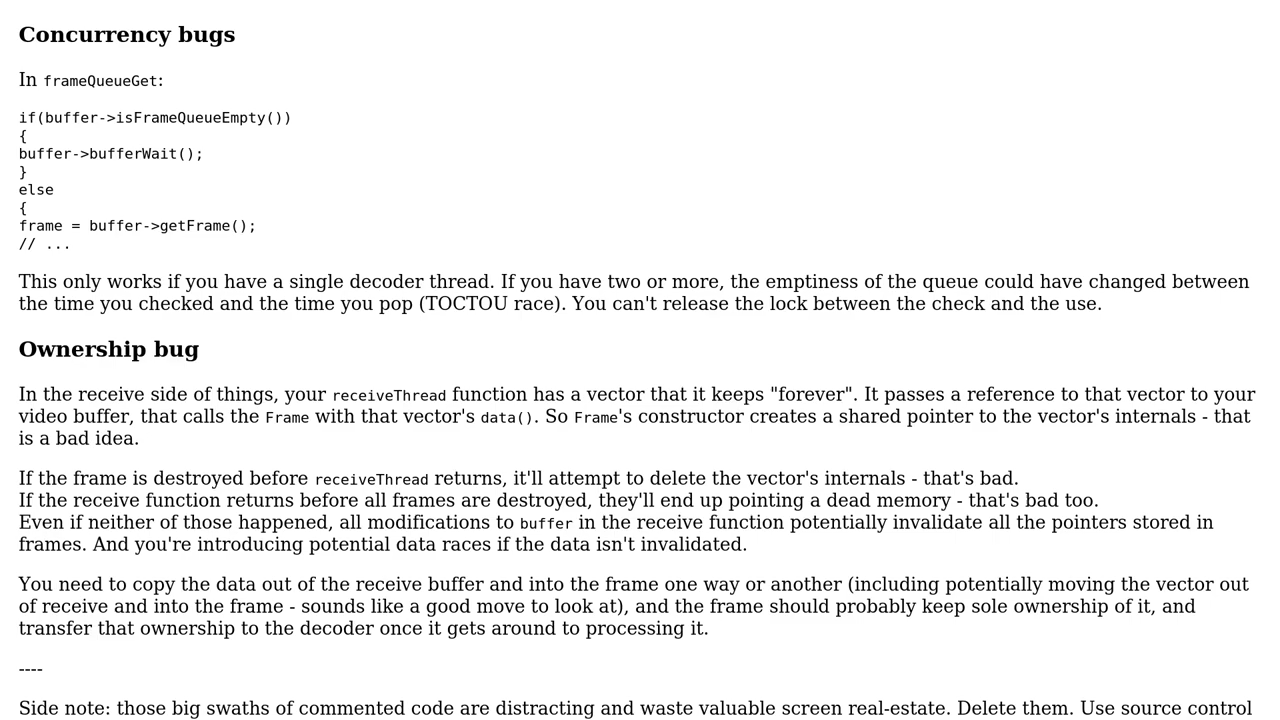 Concurrency bugs
In frameQueueGet:
if(buffer->isFrameQueueEmpty())
{
buffer->bufferWait();
}
else
{
frame = buffer->getFrame();
// ...
This only works if you have a single decoder thread. If you have two or more, the emptiness of the queue could have changed between
the time you checked and the time you pop (TOCTOU race). You can't release the lock between the check and the use.
Ownership bug
In the receive side of things, your receiveThread function has a vector that it keeps "forever". It passes a reference to that vector to your
video buffer, that calls the Frame with that vector's data(). So Frame's constructor creates a shared pointer to the vector's internals - that
is a bad idea.
If the frame is destroyed before receiveThread returns, it'll attempt to delete the vector's internals - that's bad.
If the receive function returns before all frames are destroyed, they'll end up pointing a dead memory - that's bad too.
Even if neither of those happened, all modifications to buffer in the receive function potentially invalidate all the pointers stored in
frames. And you're introducing potential data races if the data isn't invalidated.
You need to copy the data out of the receive buffer and into the frame one way or another (including potentially moving the vector out
of receive and into the frame - sounds like a good move to look at), and the frame should probably keep sole ownership of it, and
transfer that ownership to the decoder once it gets around to processing it.
----
Side note: those big swaths of commented code are distracting and waste valuable screen real-estate. Delete them. Use source control